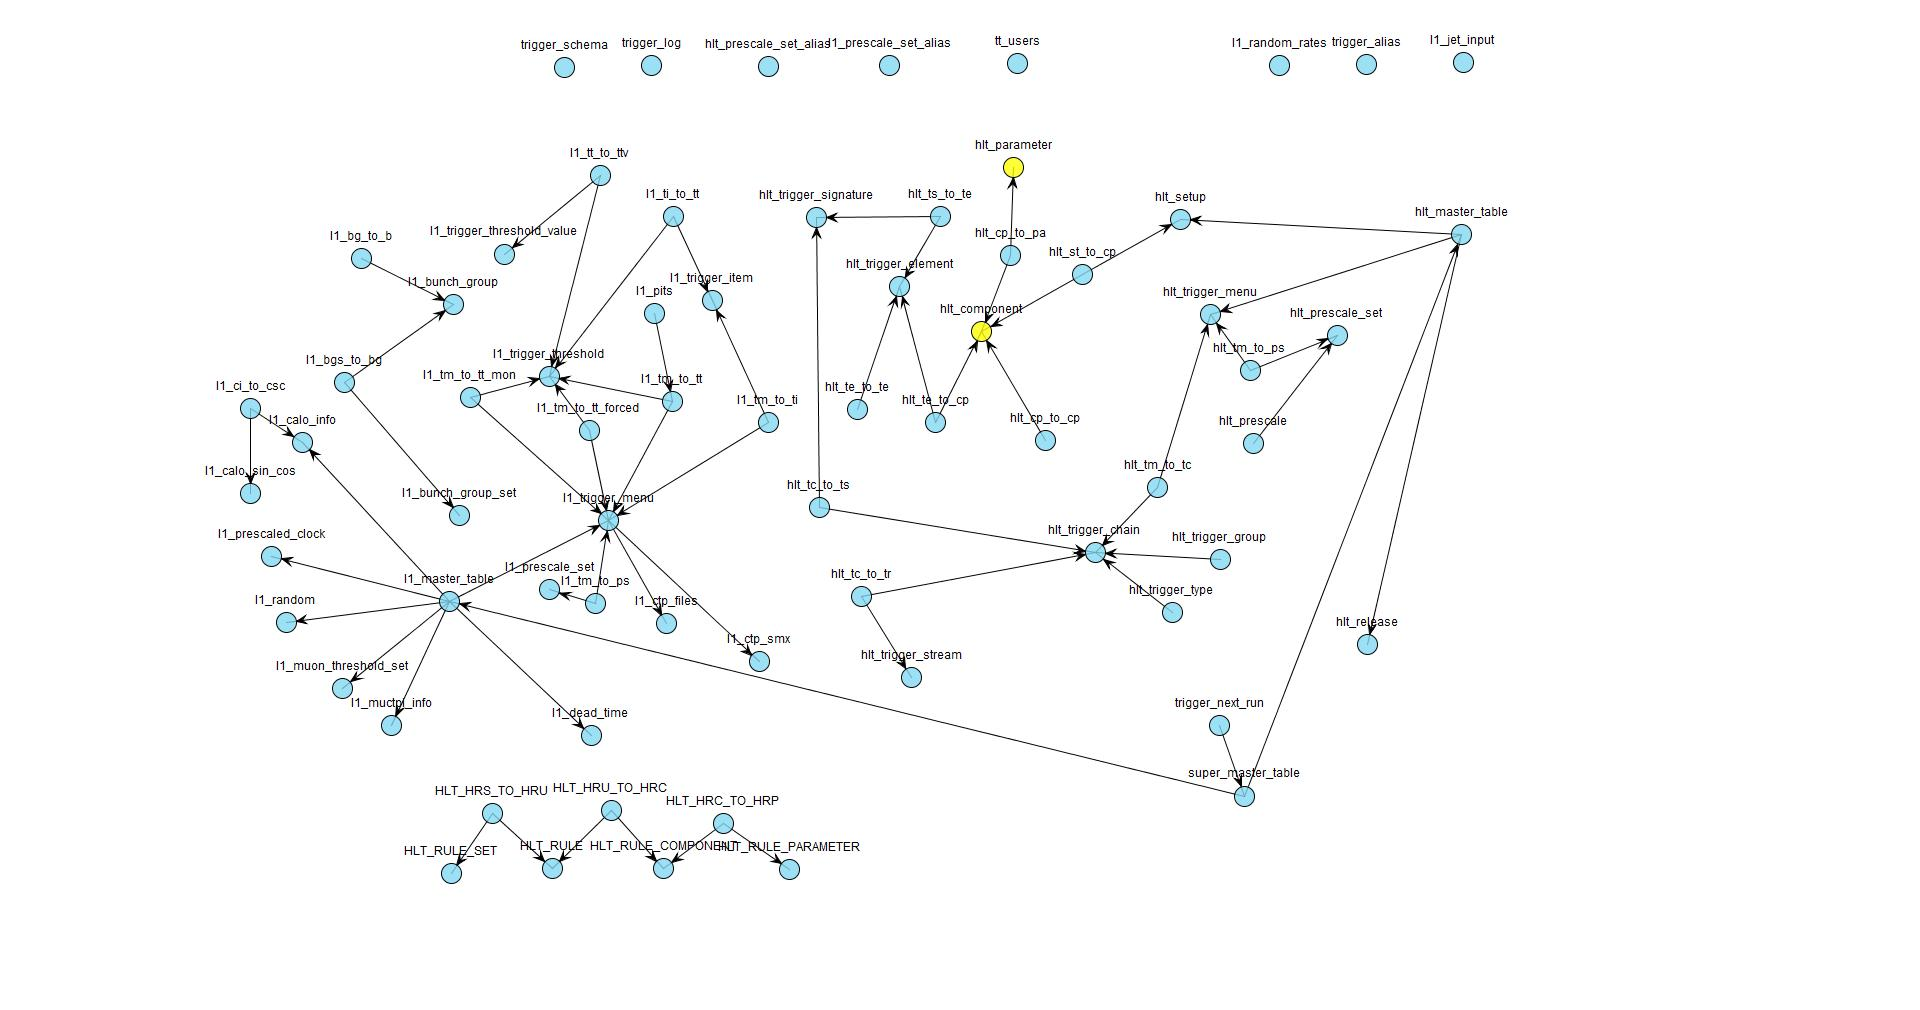 trigger_schema
trigger_log
hlt_prescale_set_alias
l1_prescale_set_alias
tt_users
l1_random_rates
trigger_alias
l1_jet_input
hlt_parameter
l1_tt_to_ttv
l1_ti_to_tt
hlt_trigger_signature
hlt_ts_to_te
hlt_setup
hlt_master_table
l1_bg_to_b
l1_trigger_threshold_value
hlt_cp_to_pa
hlt_st_to_cp
hlt_trigger_element
l1_bunch_group
l1_trigger_item
l1_pits
hlt_trigger_menu
hlt_component
hlt_prescale_set
l1_bgs_to_bg
l1_trigger_threshold
hlt_tm_to_ps
l1_ci_to_csc
l1_tm_to_tt_mon
l1_tm_to_tt
hlt_te_to_te
l1_tm_to_tt_forced
l1_tm_to_ti
hlt_te_to_cp
l1_calo_info
hlt_cp_to_cp
hlt_prescale
l1_calo_sin_cos
hlt_tm_to_tc
l1_bunch_group_set
l1_trigger_menu
hlt_tc_to_ts
l1_prescaled_clock
hlt_trigger_chain
hlt_trigger_group
l1_master_table
l1_prescale_set
l1_tm_to_ps
hlt_tc_to_tr
hlt_trigger_type
l1_random
l1_ctp_files
hlt_release
l1_ctp_smx
l1_muon_threshold_set
hlt_trigger_stream
l1_muctpi_info
l1_dead_time
trigger_next_run
super_master_table
HLT_HRS_TO_HRU
HLT_HRU_TO_HRC
HLT_HRC_TO_HRP
HLT_RULE_SET
HLT_RULE
HLT_RULE_COMPONENT
HLT_RULE_PARAMETER